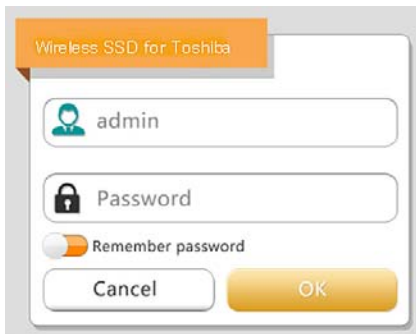 Wireless SSD for Toshiba
admin
Password
Remember password
Cancel OK